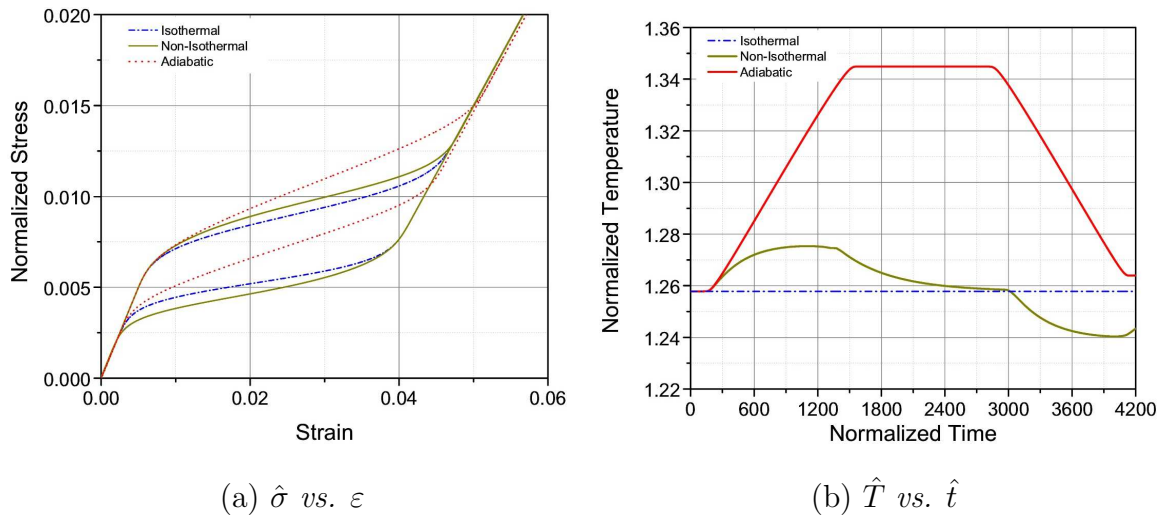 0.020
0.015
0.010
0.005
0.000
Normalized Stress
Isothermal
Non-Isothermal
Adiabatic
0.00
0.02
0.04
0.06
Strain
(a) σ̂ vs. ε
1.36
1.34
1.32
1.30
1.28
1.26
1.24
1.22
Normalized Temperature
Isothermal
Non-Isothermal
Adiabatic
0
600
1200
1800
2400
3000
3600
4200
Normalized Time
(b) T̂ vs. t̂